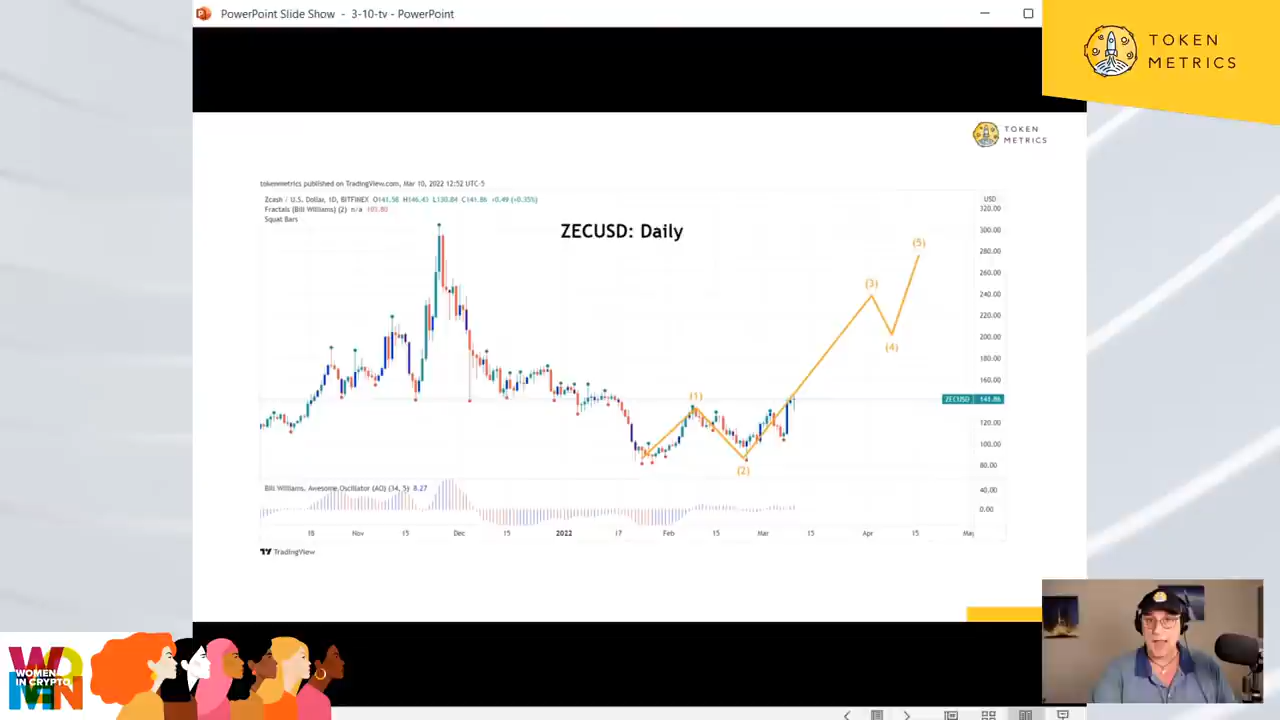 PowerPoint Slide Show - 3-10-tv - PowerPoint
TOKEN
METRICS
TOKEN
METRICS
tokenmetrics published on TradingView.com, Mar 10, 2022 12:52 UTC-5
Zcash / U.S. Dollar, 1D, BITFINEX O141.58 H146.43 L130.84 C141.86 +0.49 (+0.35%)
Fractals (Bill Williams) (2) n/a 103.80
Squat Bars
ZECUSD: Daily
USD
320.00
300.00
280.00
260.00
240.00
220.00
200.00
180.00
160.00
ZECUSD 141.86
120.00
100.00
80.00
40.00
0.00
(1)
(2)
(3)
(4)
(5)
Bill Williams. Awesome Oscillator (AO) (34, 5) 8.27
18 Nov 15 Dec 15 2022 17 Feb 15 Mar 15 Apr 15 May
TradingView
WOMEN
WOMEN
IN CRYPTO